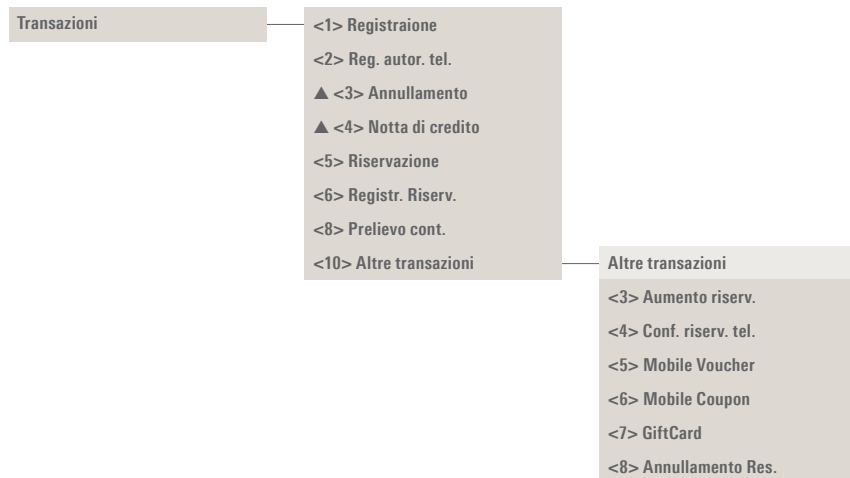 Transazioni
<1> Registraione
<2> Reg. autor. tel.
▲ <3> Annullamento
▲ <4> Notta di credito
<5> Riservazione
<6> Registr. Riserv.
<8> Prelievo cont.
<10> Altre transazioni
Altre transazioni
<3> Aumento riserv.
<4> Conf. riserv. tel.
<5> Mobile Voucher
<6> Mobile Coupon
<7> GiftCard
<8> Annullamento Res.